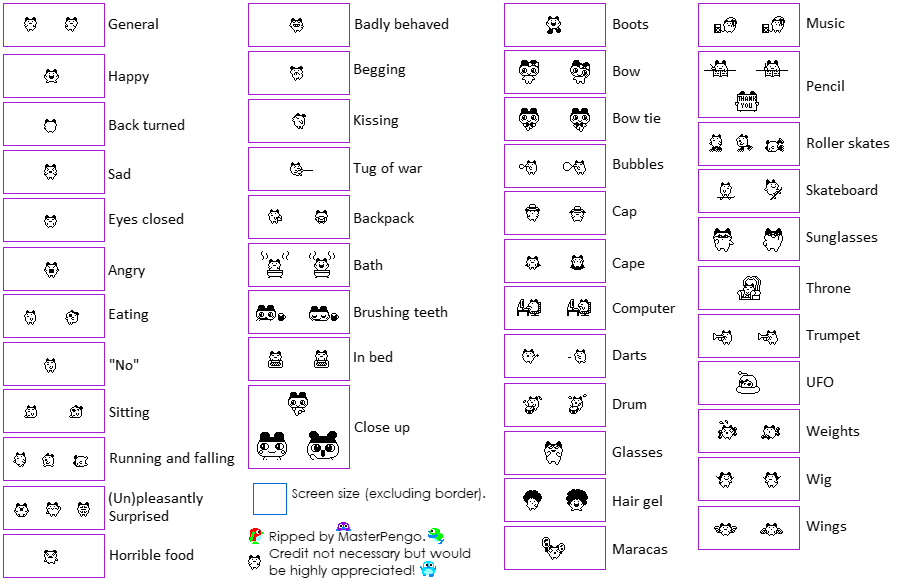 General
Happy
Back turned
Sad
Eyes closed
Angry
Eating
"No"
Sitting
Running and falling
(Un)pleasantly
Surprised
Horrible food
Badly behaved
Begging
Kissing
Tug of war
Backpack
Bath
Brushing teeth
In bed
Close up
Screen size (excluding border).
Ripped by MasterPengo.
Credit not necessary but would
be highly appreciated!
Boots
Bow
Bow tie
Bubbles
Cap
Cape
Computer
Darts
Drum
Glasses
Hair gel
Maracas
Music
Pencil
THANK
YOU
Roller skates
Skateboard
Sunglasses
Throne
Trumpet
UFO
Weights
Wig
Wings